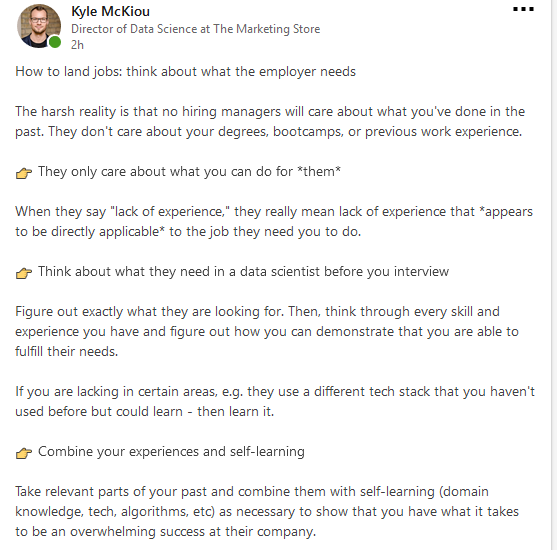 Kyle McKiou
Director of Data Science at The Marketing Store
2h
How to land jobs: think about what the employer needs
The harsh reality is that no hiring managers will care about what you've done in the
past. They don't care about your degrees, bootcamps, or previous work experience.
👉 They only care about what you can do for *them*
When they say "lack of experience," they really mean lack of experience that *appears
to be directly applicable* to the job they need you to do.
👉 Think about what they need in a data scientist before you interview
Figure out exactly what they are looking for. Then, think through every skill and
experience you have and figure out how you can demonstrate that you are able to
fulfill their needs.
If you are lacking in certain areas, e.g. they use a different tech stack that you haven't
used before but could learn - then learn it.
👉 Combine your experiences and self-learning
Take relevant parts of your past and combine them with self-learning (domain
knowledge, tech, algorithms, etc) as necessary to show that you have what it takes
to be an overwhelming success at their company.